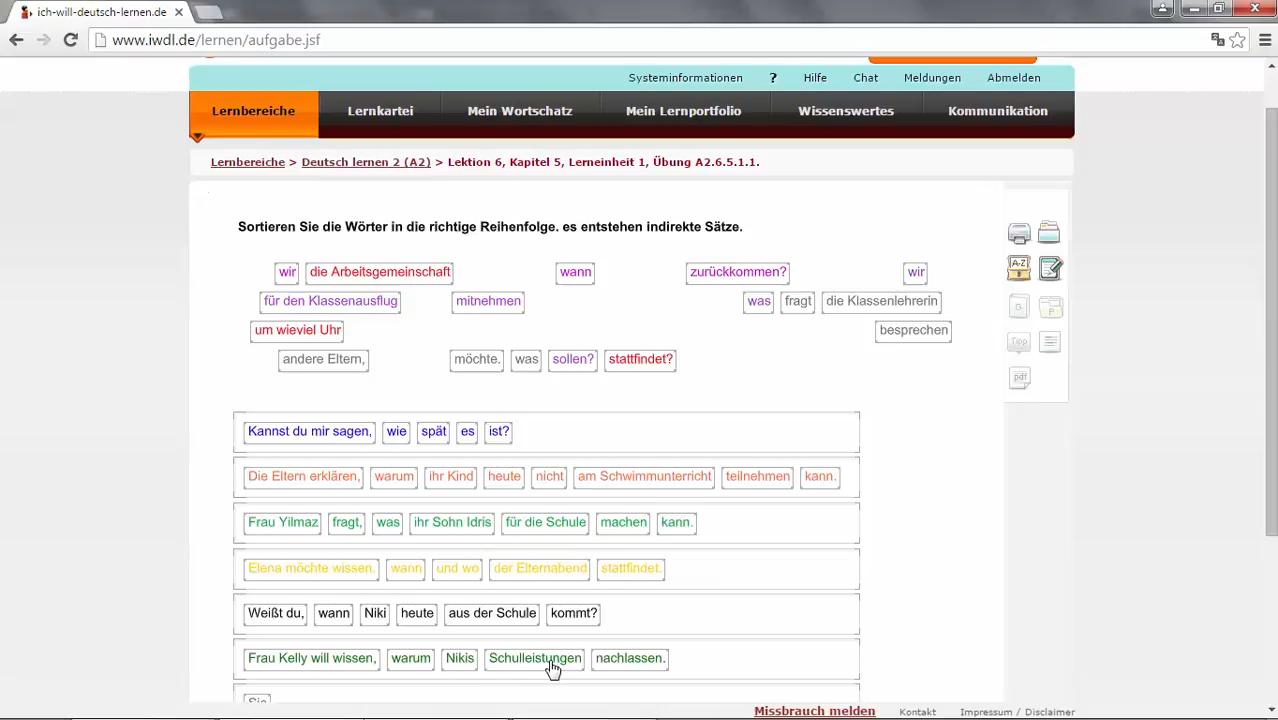 ich-will-deutsch-lernen.de
www.iwdl.de/lernen/aufgabe.jsf
Systeminformationen ? Hilfe Chat Meldungen Abmelden
Lernbereiche Lernkartei Mein Wortschatz Mein Lernportfolio Wissenswertes Kommunikation
Lernbereiche > Deutsch lernen 2 (A2) > Lektion 6, Kapitel 5, Lerneinheit 1, Übung A2.6.5.1.1.
Sortieren Sie die Wörter in die richtige Reihenfolge. es entstehen indirekte Sätze.
wir die Arbeitsgemeinschaft wann zurückkommen? wir
für den Klassenausflug mitnehmen was fragt die Klassenlehrerin
um wieviel Uhr besprechen
andere Eltern, möchte. was sollen? stattfindet?
Kannst du mir sagen, wie spät es ist?
Die Eltern erklären, warum ihr Kind heute nicht am Schwimmunterricht teilnehmen kann.
Frau Yilmaz fragt, was ihr Sohn Idris für die Schule machen kann.
Elena möchte wissen. wann und wo der Elternabend stattfindet.
Weißt du, wann Niki heute aus der Schule kommt?
Frau Kelly will wissen, warum Nikis Schulleistungen nachlassen.
Sie
A-Z
P
Tipp
pdf
Missbrauch melden Kontakt Impressum / Disclaimer